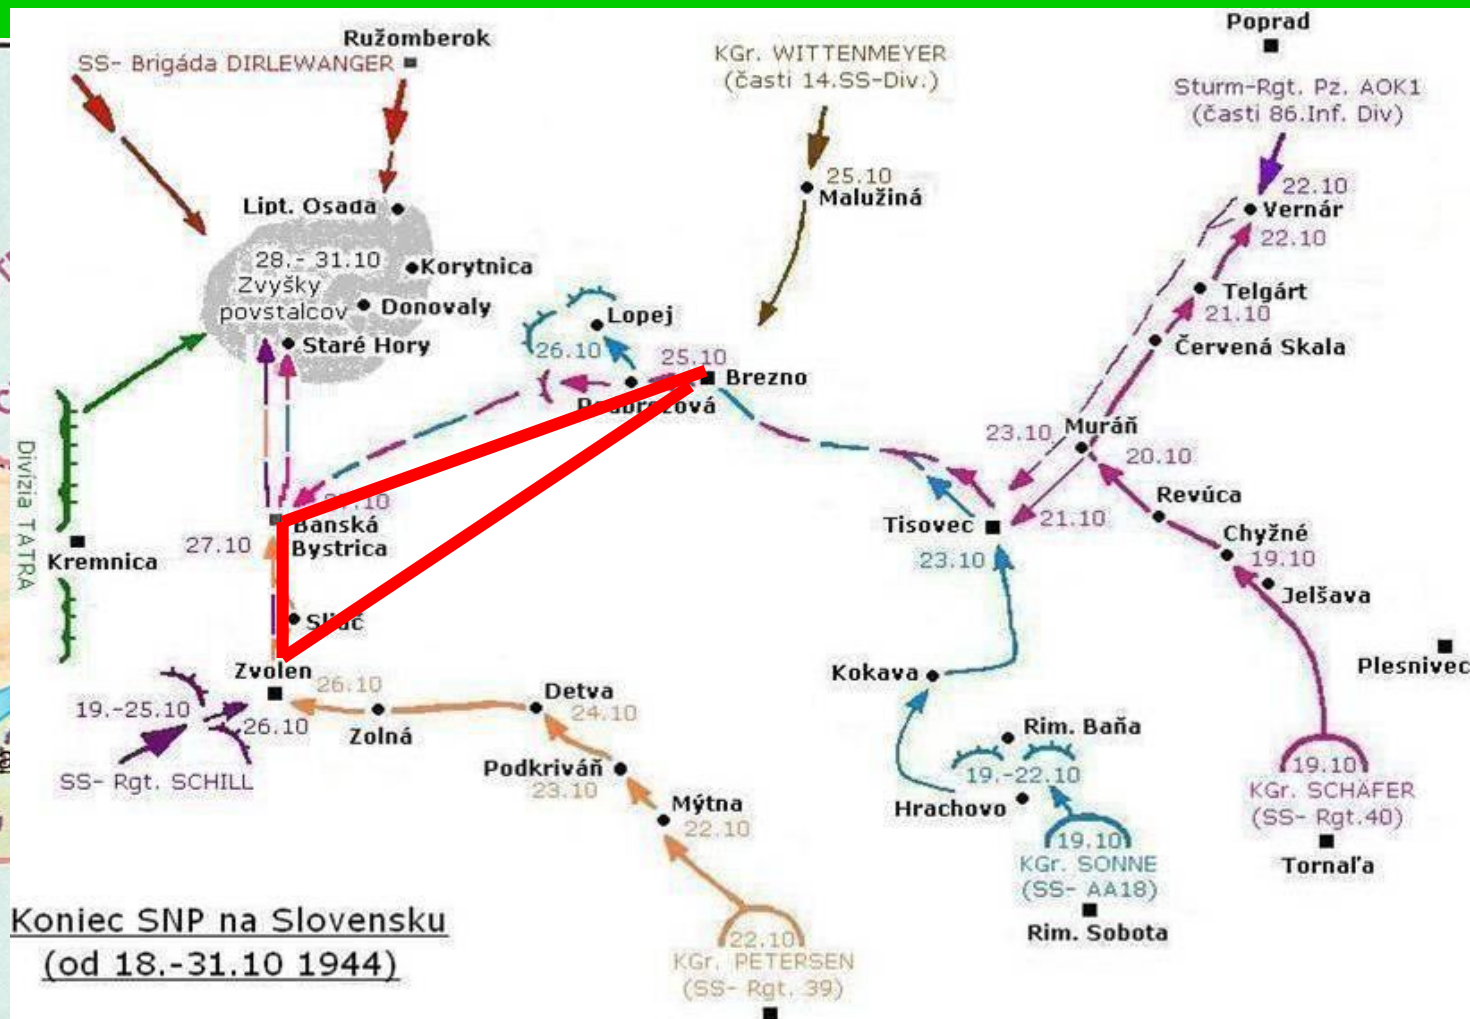 Ružomberok
SS- Brigáda DIRLEWANGER
KGr. WITTENMEYER
(časti 14.SS-Div.)
Poprad
Sturm-Rgt. Pz. AOK1
(časti 86.Inf. Div)
25.10
Malužiná
22.10
Vernár
22.10
Lipt. Osada
28.- 31.10
Zvyšky
povstalcov
Korytnica
Donovaly
Staré Hory
Lopej
26.10
25.10
Brezno
Podbrezová
Telgárt
21.10
Červená Skala
Muráň
23.10
20.10
Revúca
Chyžné
19.10
Jelšava
Tisovec
21.10
23.10
Divízia TATRA
Kremnica
27.10
27.10
Banská
Bystrica
Sliač
Zvolen
26.10
19.-25.10
26.10
SS- Rgt. SCHILL
Zolná
Detva
24.10
Podkriváň
23.10
Mýtna
22.10
Kokava
Rim. Baňa
19.-22.10
Hrachovo
Plesnivec
19.10
KGr. SCHÄFER
(SS- Rgt.40)
Tornaľa
19.10
KGr. SONNE
(SS- AA18)
Rim. Sobota
22.10
KGr. PETERSEN
(SS- Rgt. 39)
Koniec SNP na Slovensku
(od 18.-31.10 1944)